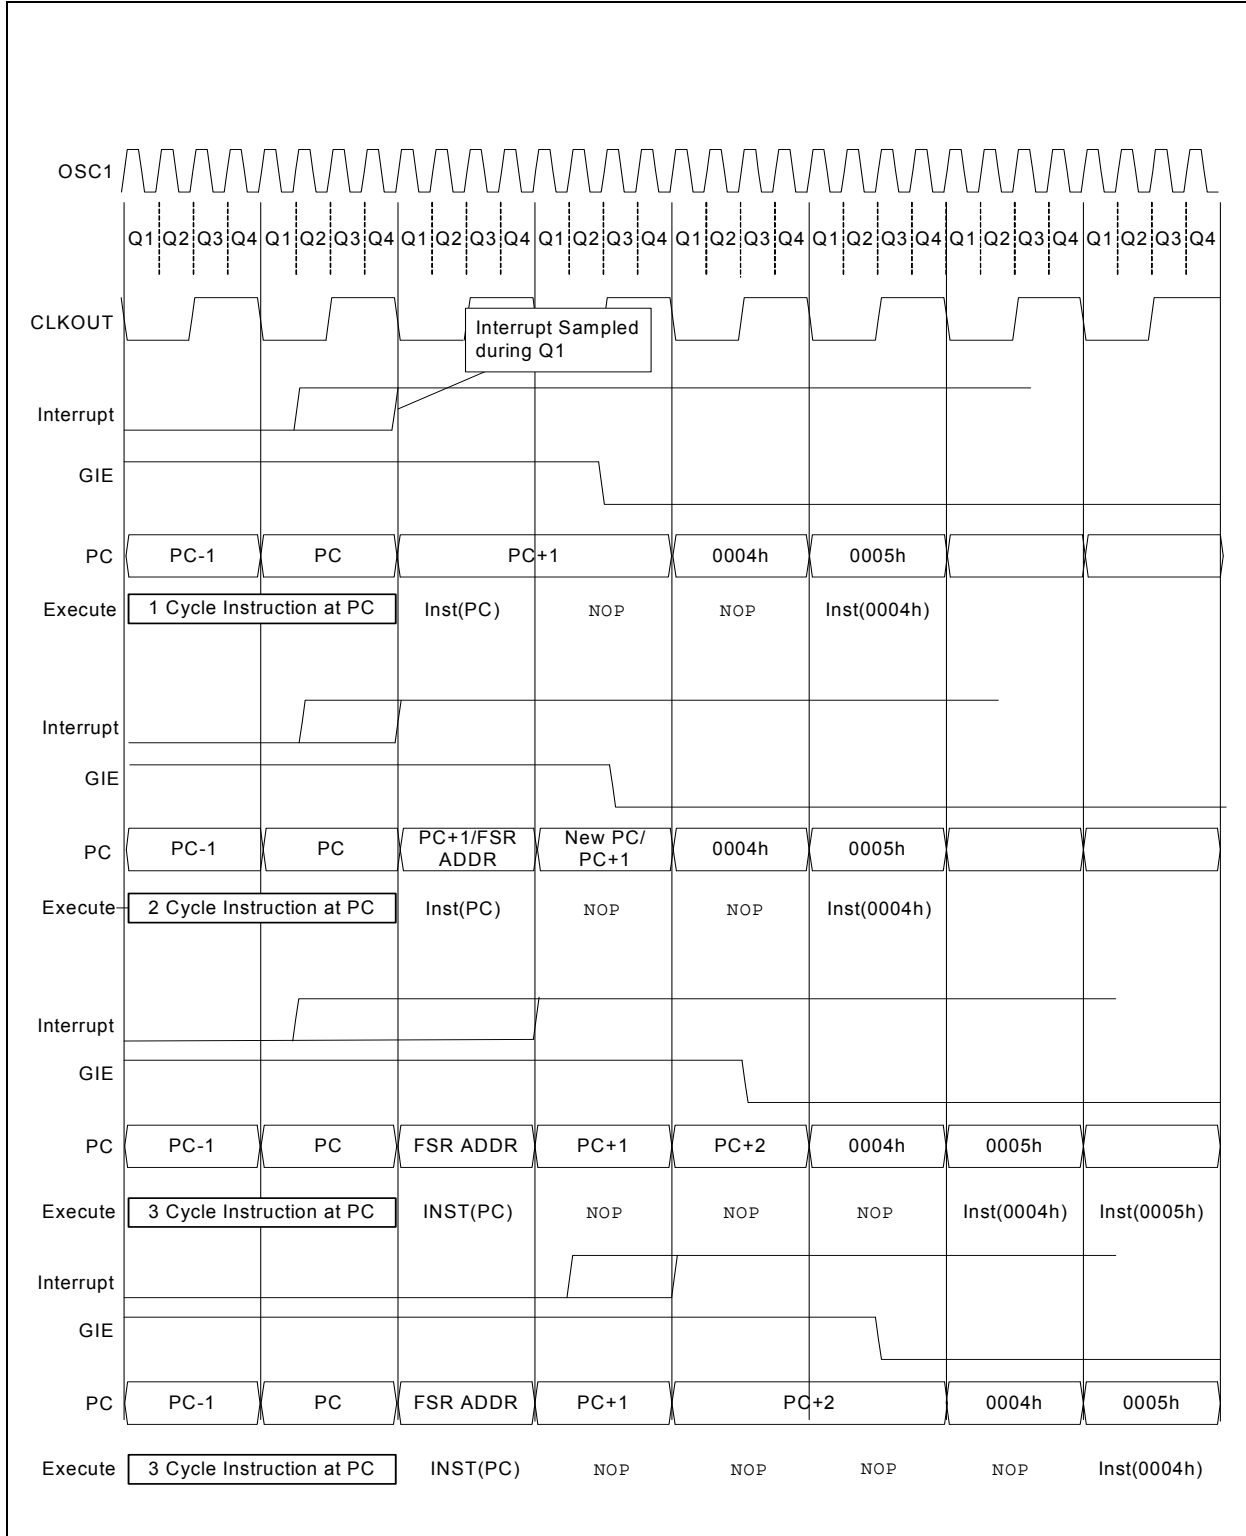 OSC1
Q1 Q2 Q3 Q4 Q1 Q2 Q3 Q4 Q1 Q2 Q3 Q4 Q1 Q2 Q3 Q4 Q1 Q2 Q3 Q4 Q1 Q2 Q3 Q4 Q1 Q2 Q3 Q4 Q1 Q2 Q3 Q4
CLKOUT
Interrupt Sampled
during Q1
Interrupt
GIE
PC PC-1 PC PC+1 0004h 0005h
Execute 1 Cycle Instruction at PC Inst(PC) NOP NOP Inst(0004h)
Interrupt
GIE
PC PC-1 PC PC+1/FSR ADDR New PC/ PC+1 0004h 0005h
Execute 2 Cycle Instruction at PC Inst(PC) NOP NOP Inst(0004h)
Interrupt
GIE
PC PC-1 PC FSR ADDR PC+1 PC+2 0004h 0005h
Execute 3 Cycle Instruction at PC INST(PC) NOP NOP NOP Inst(0004h) Inst(0005h)
Interrupt
GIE
PC PC-1 PC FSR ADDR PC+1 PC+2 0004h 0005h
Execute 3 Cycle Instruction at PC INST(PC) NOP NOP NOP NOP Inst(0004h)